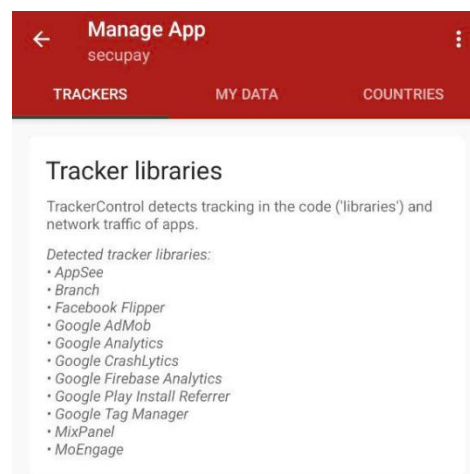 Manage App
secupay
TRACKERS MY DATA COUNTRIES
Tracker libraries
TrackerControl detects tracking in the code ('libraries') and
network traffic of apps.
Detected tracker libraries:
• AppSee
• Branch
• Facebook Flipper
• Google AdMob
• Google Analytics
• Google CrashLytics
• Google Firebase Analytics
• Google Play Install Referrer
• Google Tag Manager
• MixPanel
• MoEngage